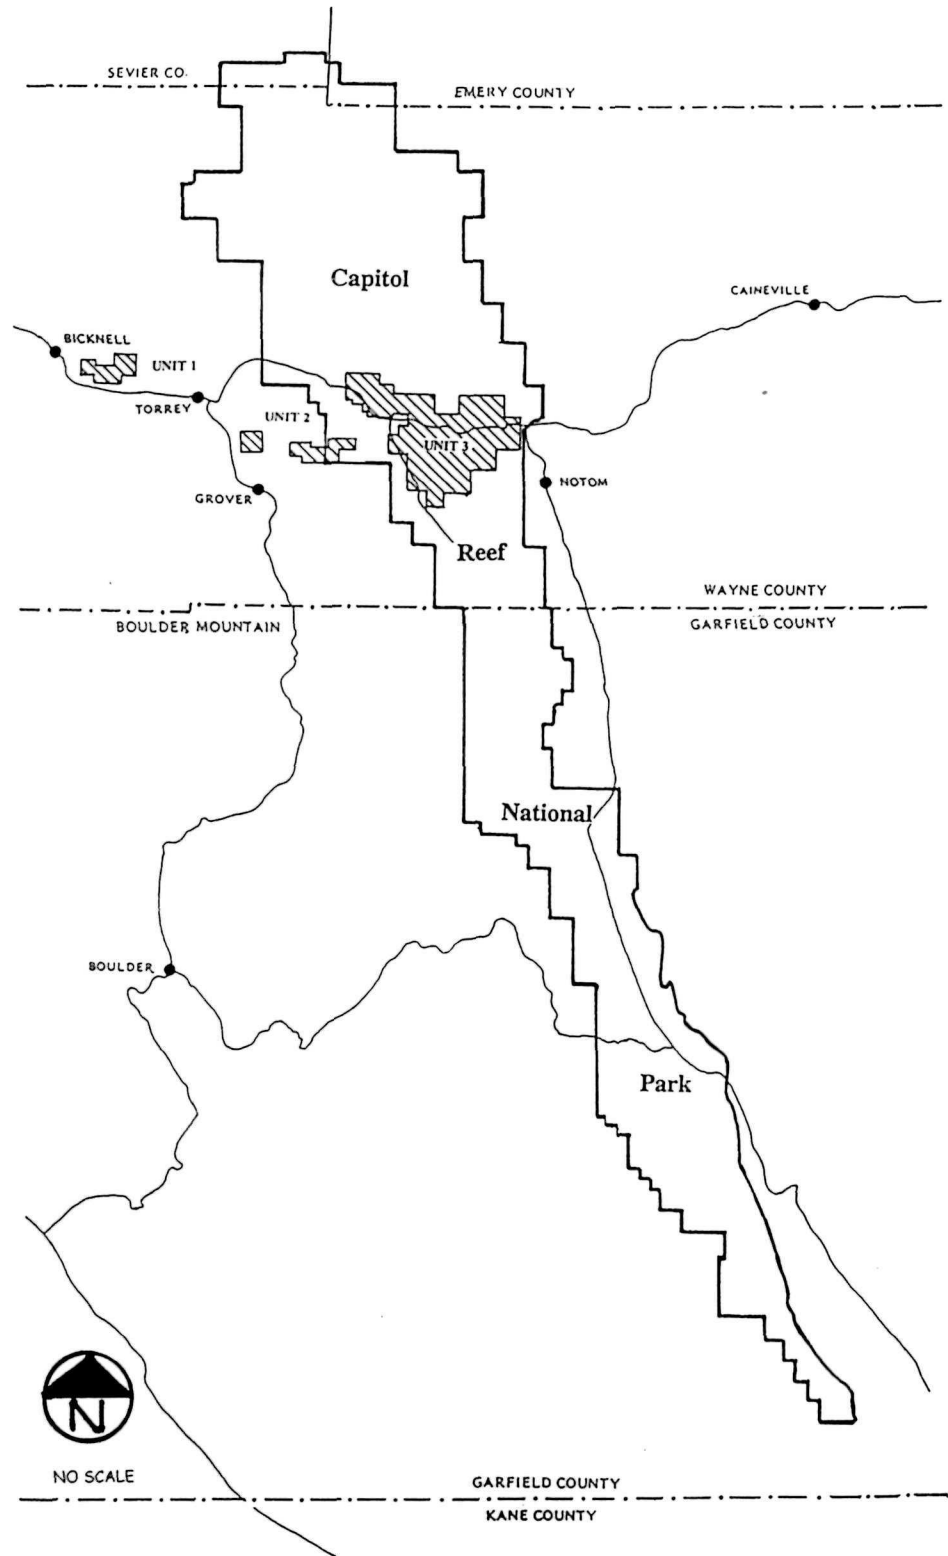 SEVIER CO.
EMERY COUNTY
Capitol
CAINEVILLE
BICKNELL
UNIT 1
TORREY
UNIT 2
UNIT 3
NOTOM
GROVER
Reef
WAYNE COUNTY
BOULDER MOUNTAIN
GARFIELD COUNTY
National
BOULDER
Park
N
NO SCALE
GARFIELD COUNTY
KANE COUNTY